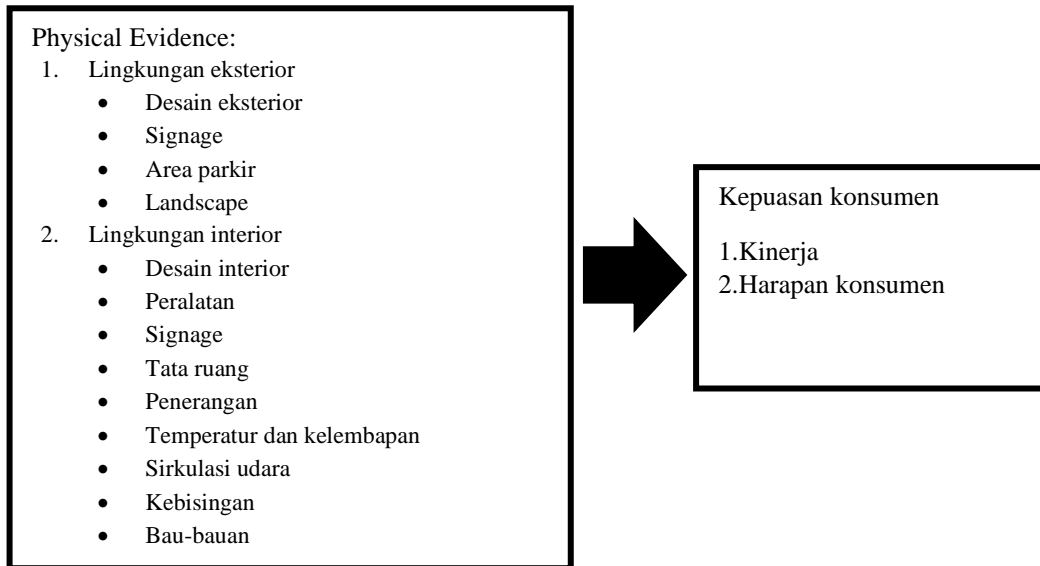 Physical Evidence:
1. Lingkungan eksterior
• Desain eksterior
• Signage
• Area parkir
• Landscape
2. Lingkungan interior
• Desain interior
• Peralatan
• Signage
• Tata ruang
• Penerangan
• Temperatur dan kelembapan
• Sirkulasi udara
• Kebisingan
• Bau-bauan
Kepuasan konsumen
1.Kinerja
2.Harapan konsumen